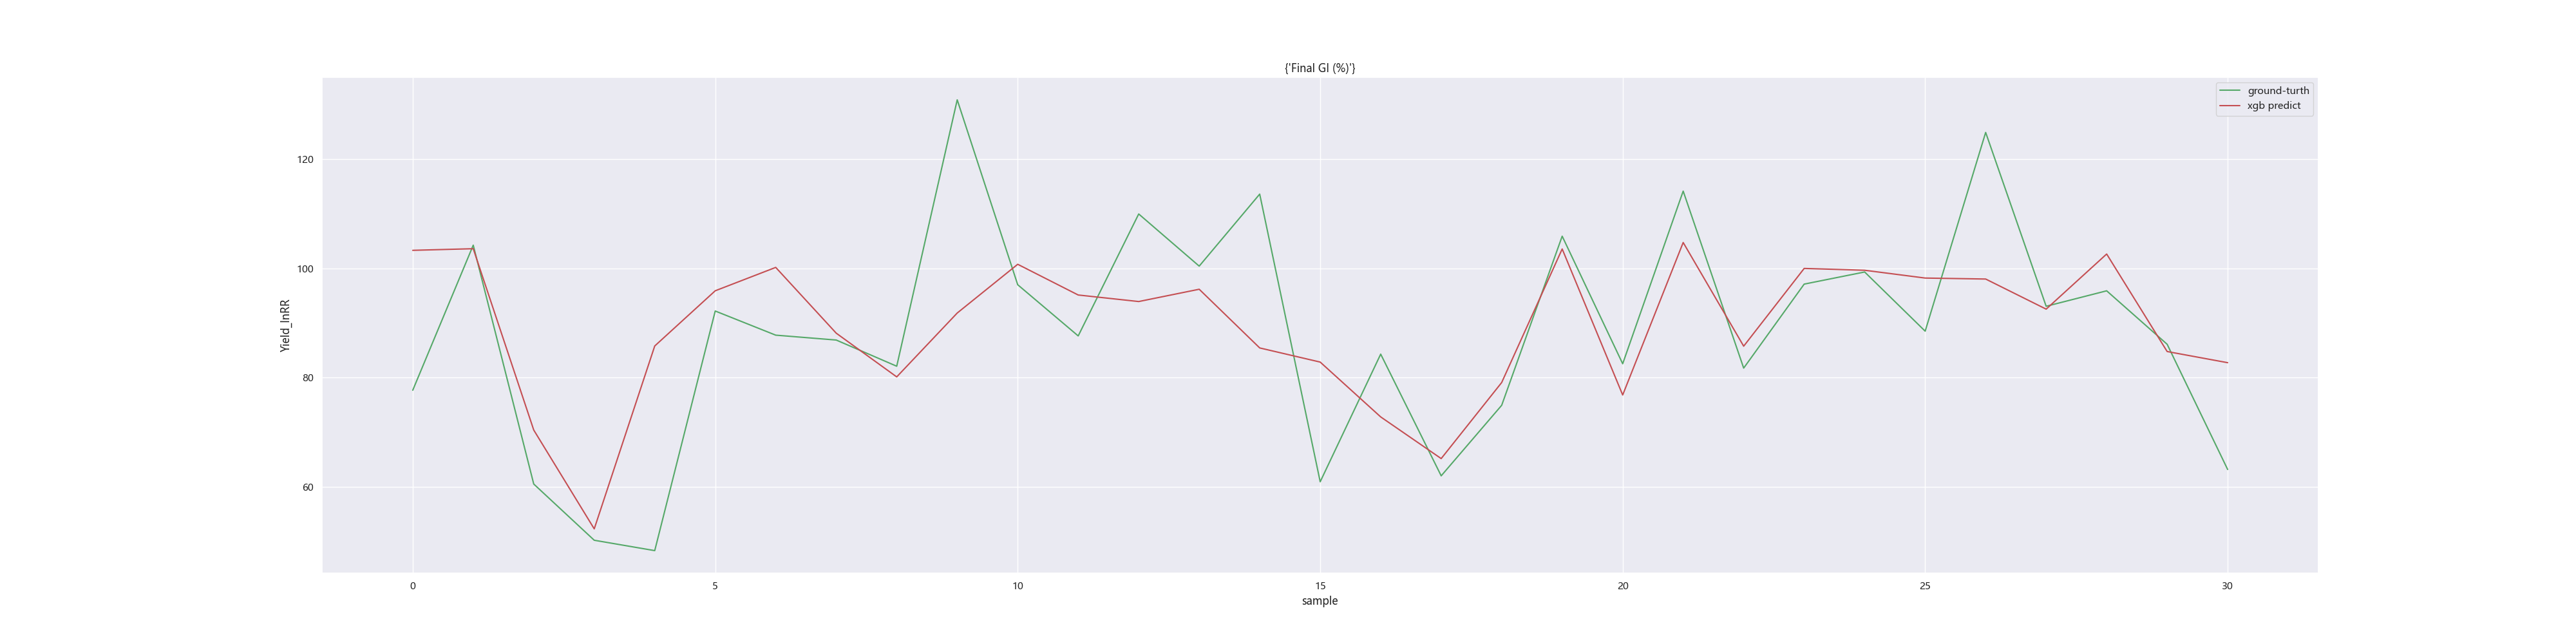 {'Final GI (%)'}
ground-turth
xgb predict
Yield_lnRR
120
100
80
60
0 5 10 15 20 25 30
sample